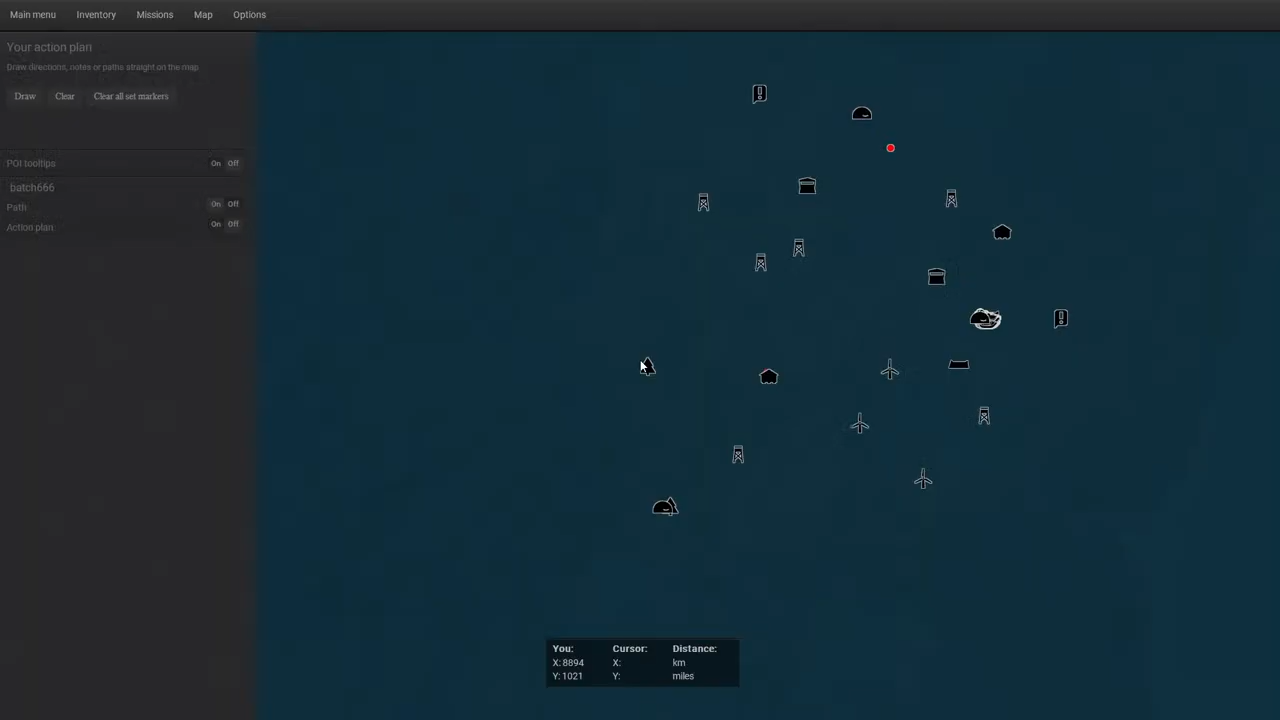 Main menu Inventory Missions Map Options
Your action plan
Draw directions, notes or paths straight on the map
Draw Clear Clear all set markers
POI tooltips On Off
batch666
Path On Off
Action plan On Off
You: Cursor: Distance:
X: 8894 X: km
Y: 1021 Y: miles